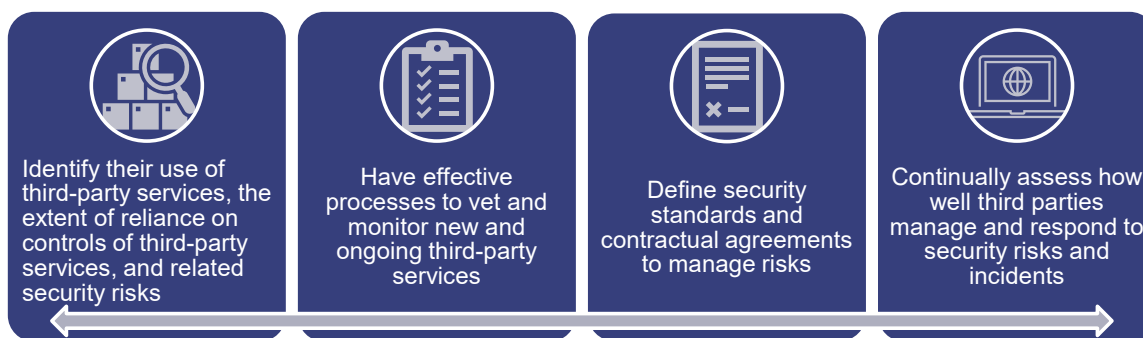 Identify their use of
third-party services, the
extent of reliance on
controls of third-party
services, and related
security risks
Have effective
processes to vet and
monitor new and
ongoing third-party
services
Define security
standards and
contractual agreements
to manage risks
Continually assess how
well third parties
manage and respond to
security risks and
incidents